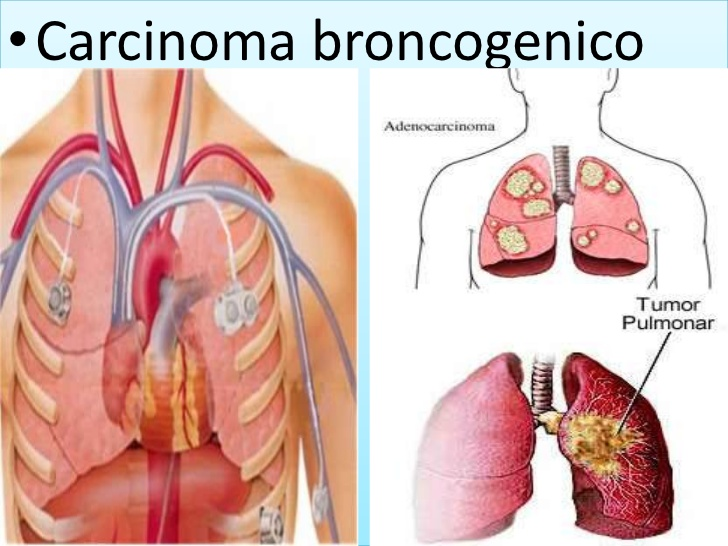 • Carcinoma broncogenico
Adenocarcinoma
Tumor
Pulmonar